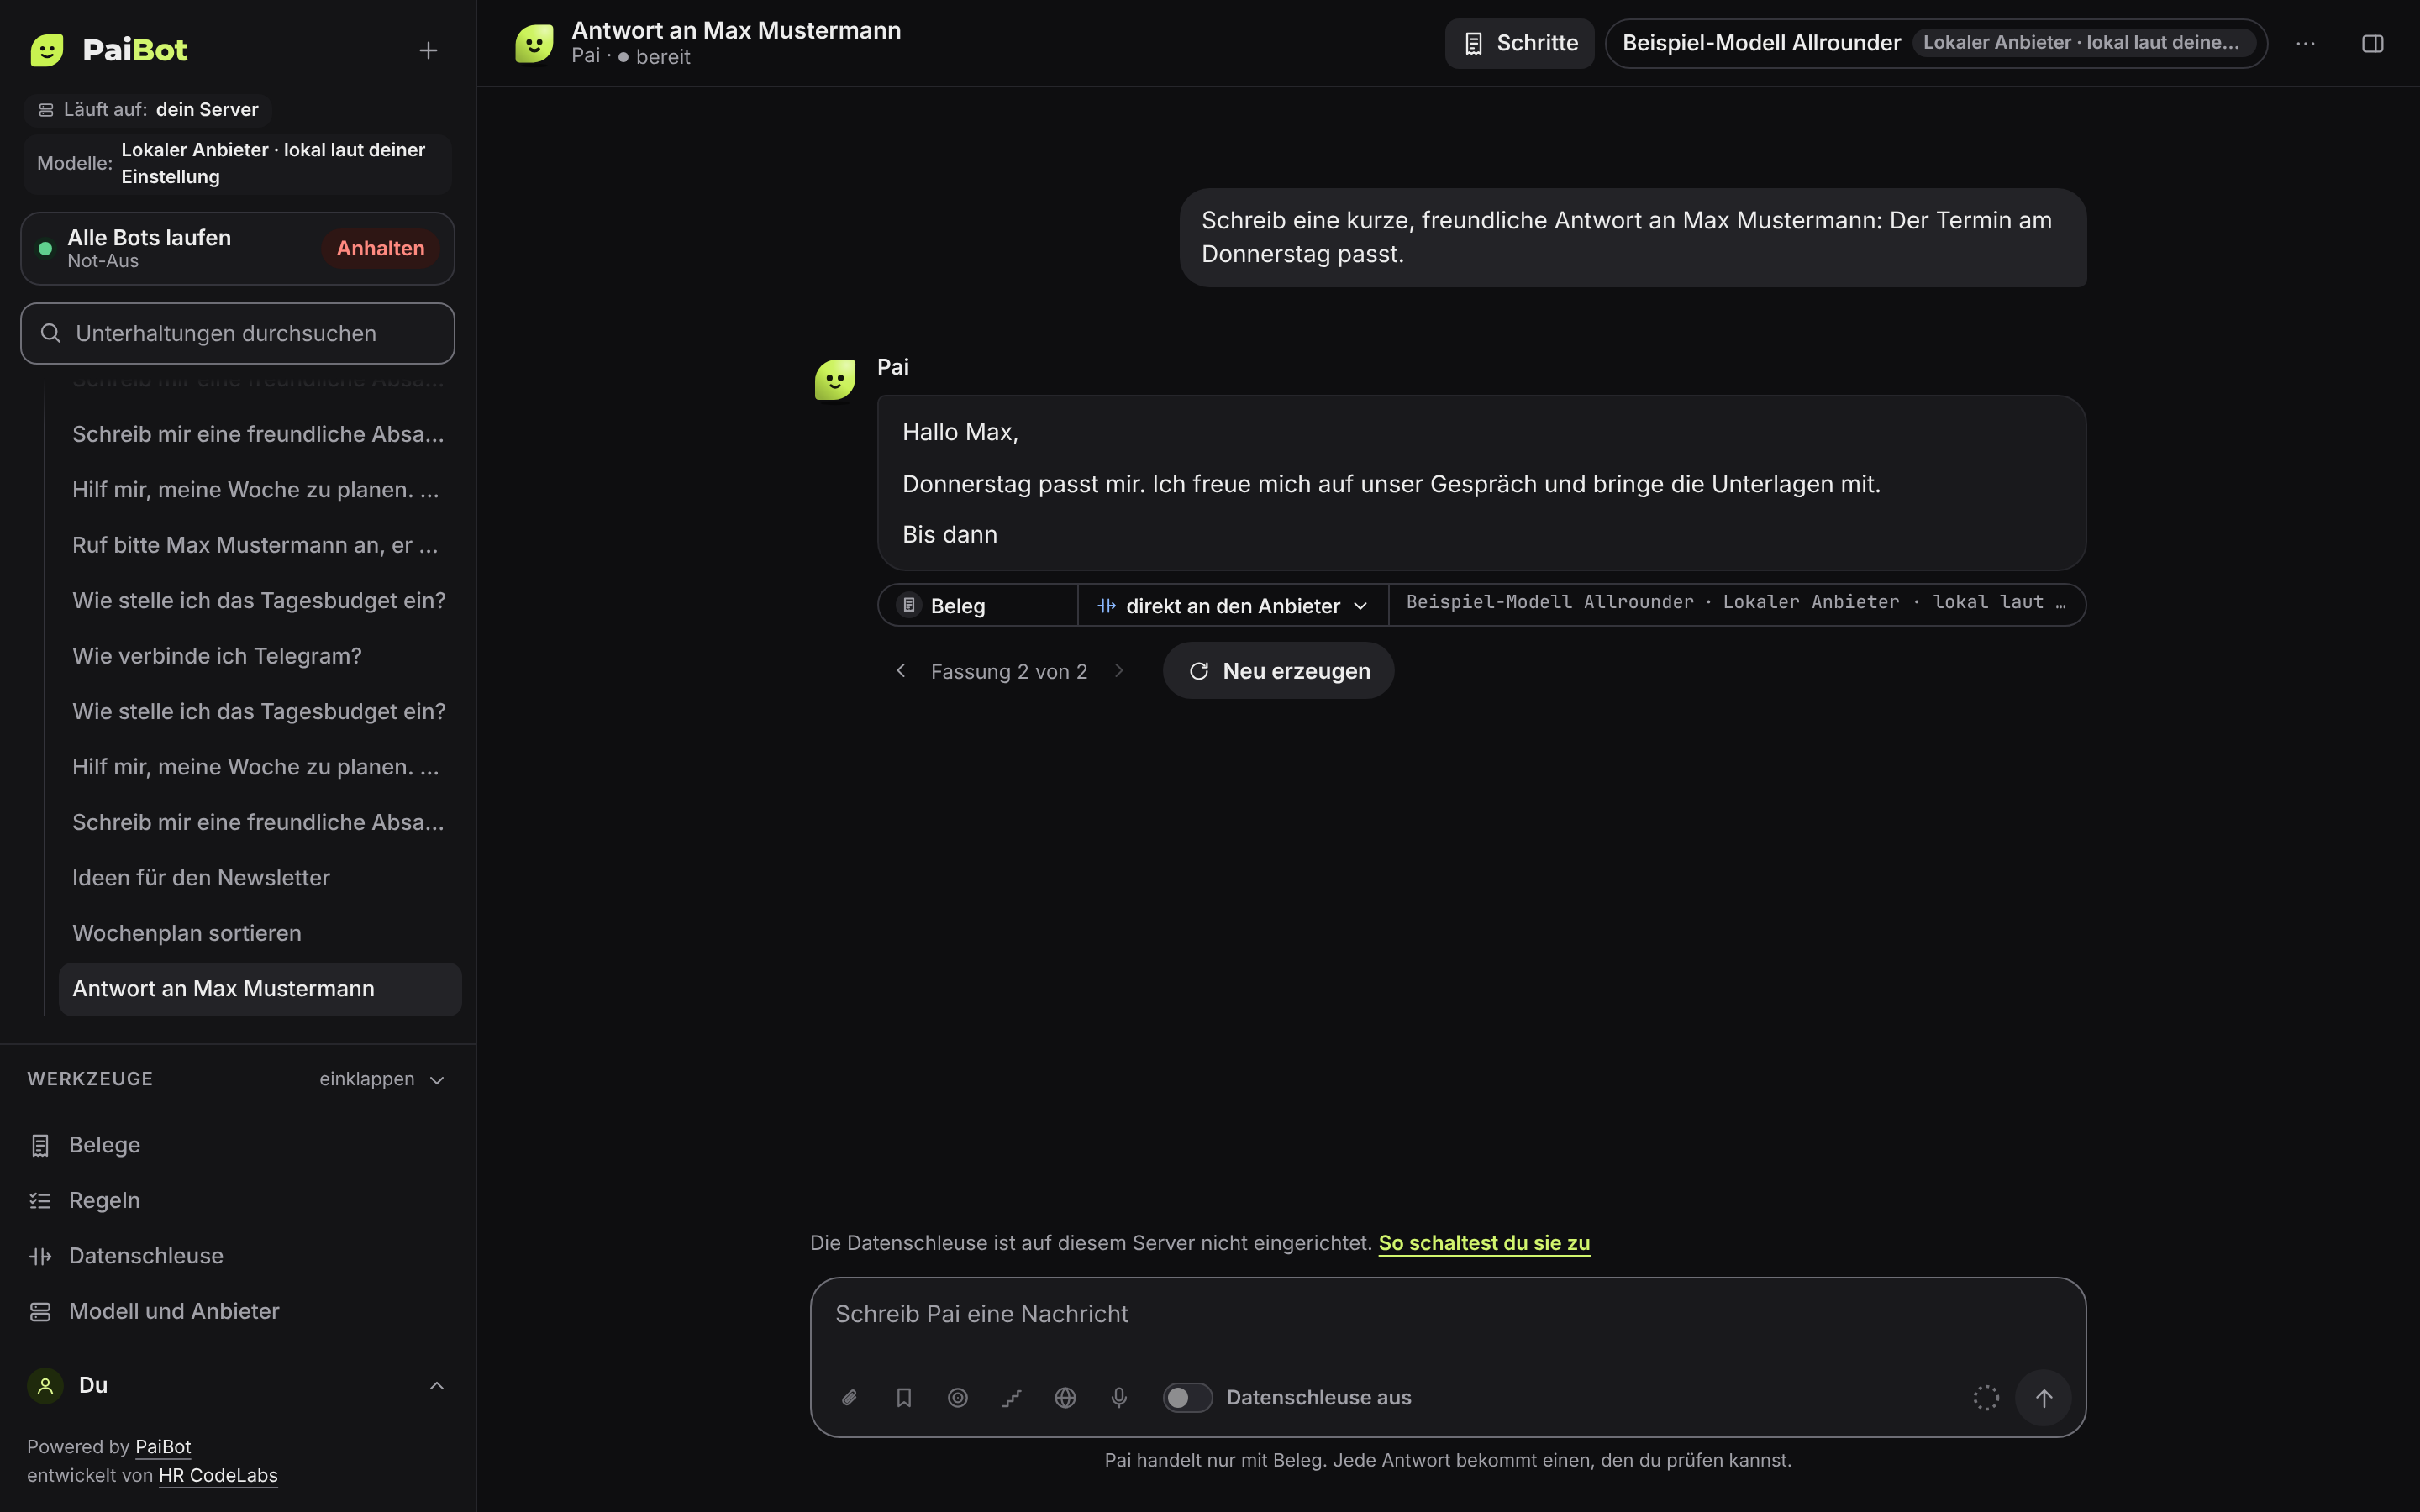 PaiBot
Läuft auf: dein Server
Modelle: Lokaler Anbieter · lokal laut deiner
Einstellung
Alle Bots laufen
Not-Aus
Anhalten
Unterhaltungen durchsuchen
Schreib mir eine freundliche Absa...
Schreib mir eine freundliche Absa...
Hilf mir, meine Woche zu planen. ...
Ruf bitte Max Mustermann an, er ...
Wie stelle ich das Tagesbudget ein?
Wie verbinde ich Telegram?
Wie stelle ich das Tagesbudget ein?
Hilf mir, meine Woche zu planen. ...
Schreib mir eine freundliche Absa...
Ideen für den Newsletter
Wochenplan sortieren
Antwort an Max Mustermann
WERKZEUGE einklappen
Belege
Regeln
Datenschleuse
Modell und Anbieter
Du
Powered by PaiBot
entwickelt von HR CodeLabs
Antwort an Max Mustermann
Pai · bereit
Schritte
Beispiel-Modell Allrounder Lokaler Anbieter · lokal laut deine...
Schreib eine kurze, freundliche Antwort an Max Mustermann: Der Termin am
Donnerstag passt.
Pai
Hallo Max,
Donnerstag passt mir. Ich freue mich auf unser Gespräch und bringe die Unterlagen mit.
Bis dann
Beleg direkt an den Anbieter Beispiel-Modell Allrounder · Lokaler Anbieter · lokal laut …
Fassung 2 von 2 Neu erzeugen
Die Datenschleuse ist auf diesem Server nicht eingerichtet. So schaltest du sie zu
Schreib Pai eine Nachricht
Datenschleuse aus
Pai handelt nur mit Beleg. Jede Antwort bekommt einen, den du prüfen kannst.